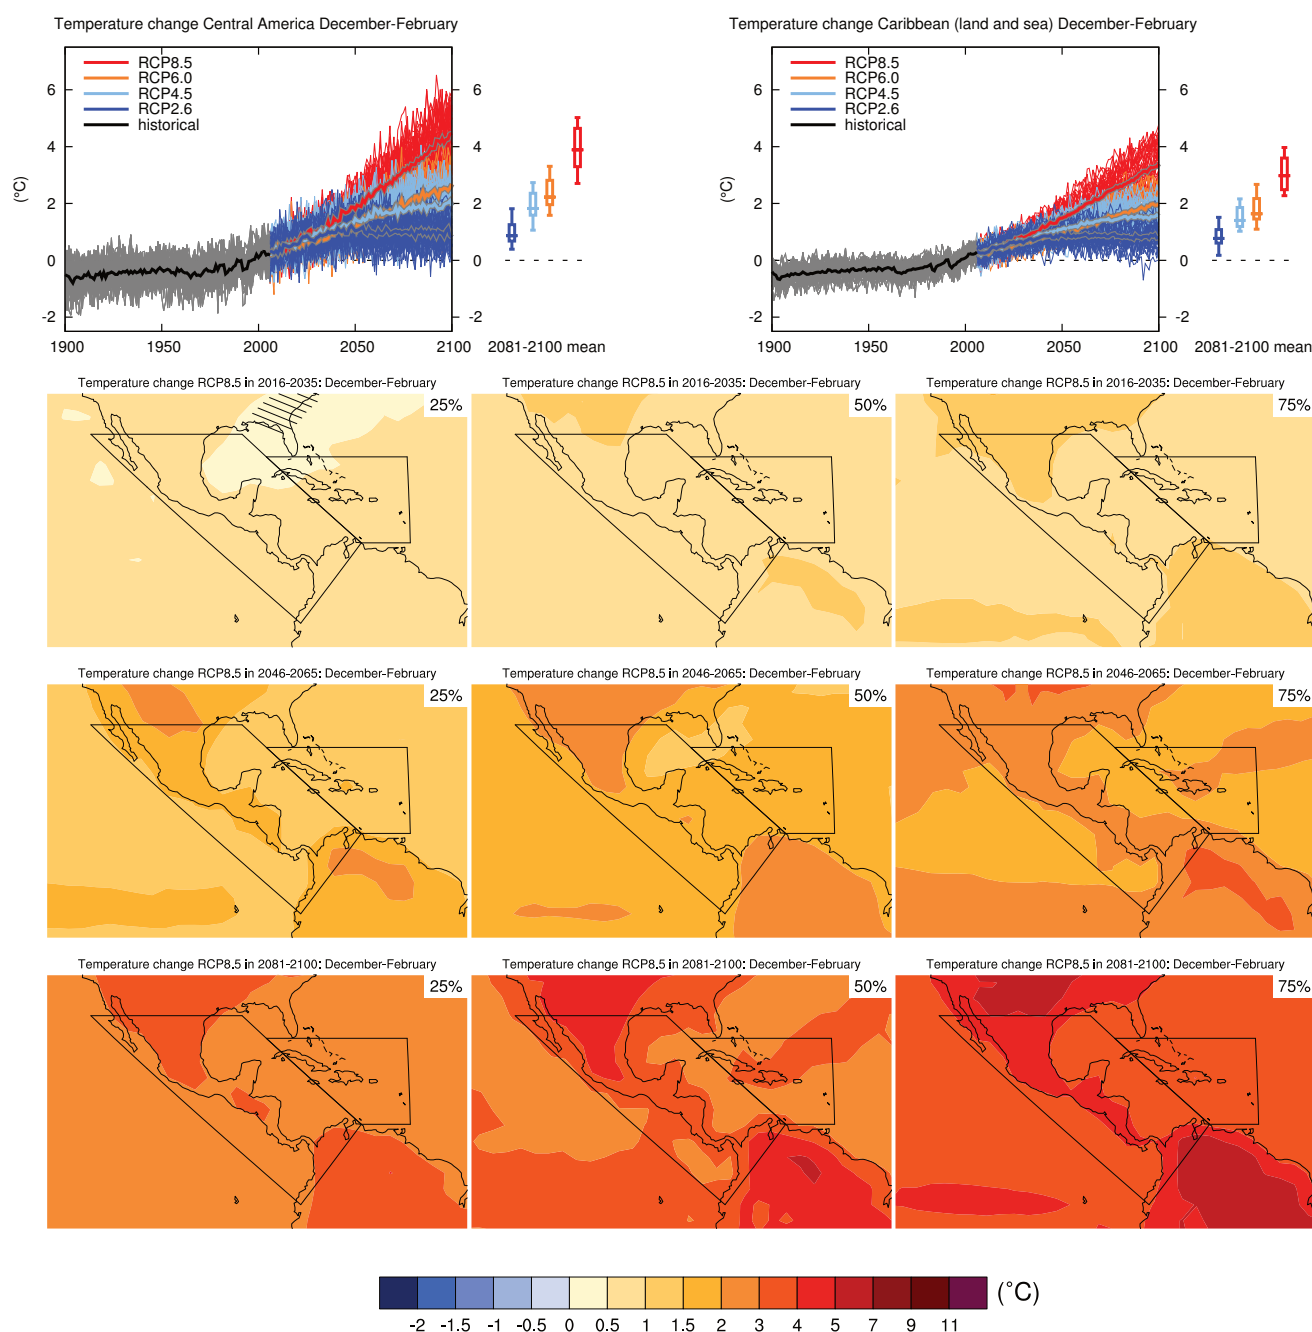 Temperature change Central America December-February
6
4
2
0
-2
(°C)
RCP8.5
RCP6.0
RCP4.5
RCP2.6
historical
1900 1950 2000 2050 2100
6
4
2
0
-2
2081-2100 mean
Temperature change Caribbean (land and sea) December-February
6
4
2
0
-2
(°C)
RCP8.5
RCP6.0
RCP4.5
RCP2.6
historical
1900 1950 2000 2050 2100
6
4
2
0
-2
2081-2100 mean
Temperature change RCP8.5 in 2016-2035: December-February
25%
Temperature change RCP8.5 in 2016-2035: December-February
50%
Temperature change RCP8.5 in 2016-2035: December-February
75%
Temperature change RCP8.5 in 2046-2065: December-February
25%
Temperature change RCP8.5 in 2046-2065: December-February
50%
Temperature change RCP8.5 in 2046-2065: December-February
75%
Temperature change RCP8.5 in 2081-2100: December-February
25%
Temperature change RCP8.5 in 2081-2100: December-February
50%
Temperature change RCP8.5 in 2081-2100: December-February
75%
(°C)
-2 -1.5 -1 -0.5 0 0.5 1 1.5 2 3 4 5 7 9 11